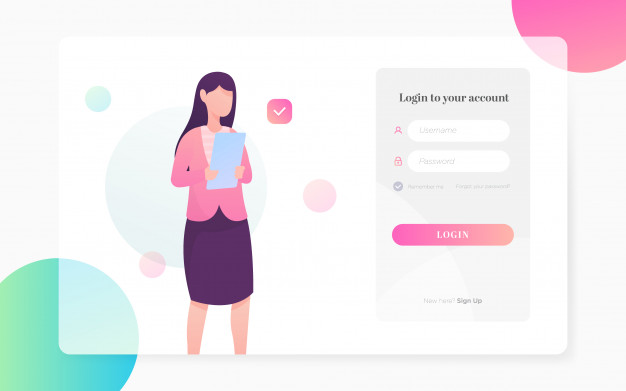 Login to your account
Username
Password
Remember me
Forgot you password?
LOGIN
New here? Sign Up